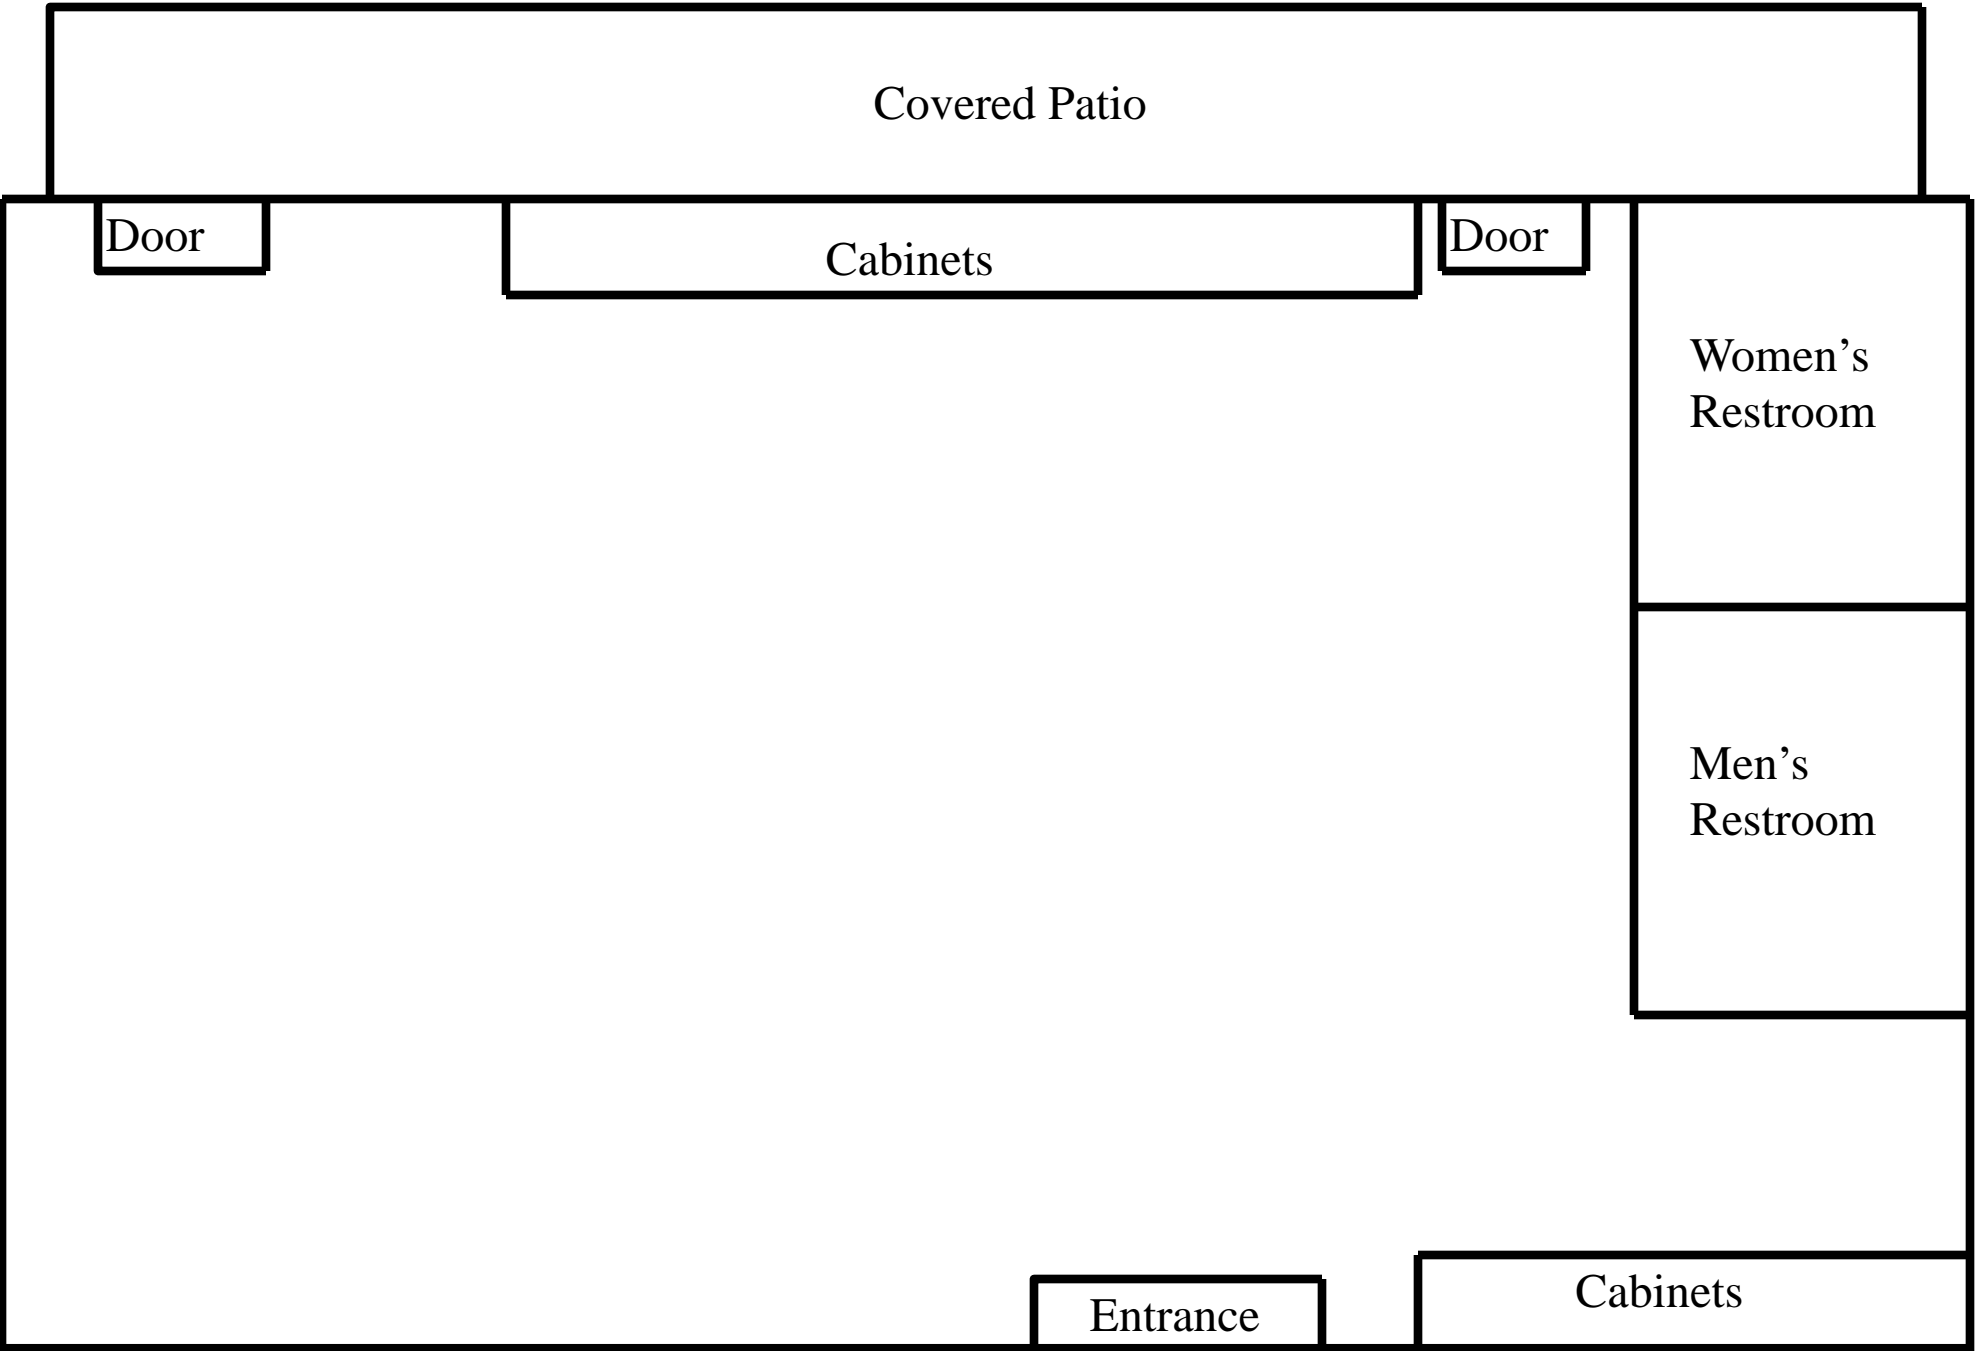 Covered Patio
Door
Cabinets
Door
Women’s
Restroom
Men’s
Restroom
Cabinets
Entrance